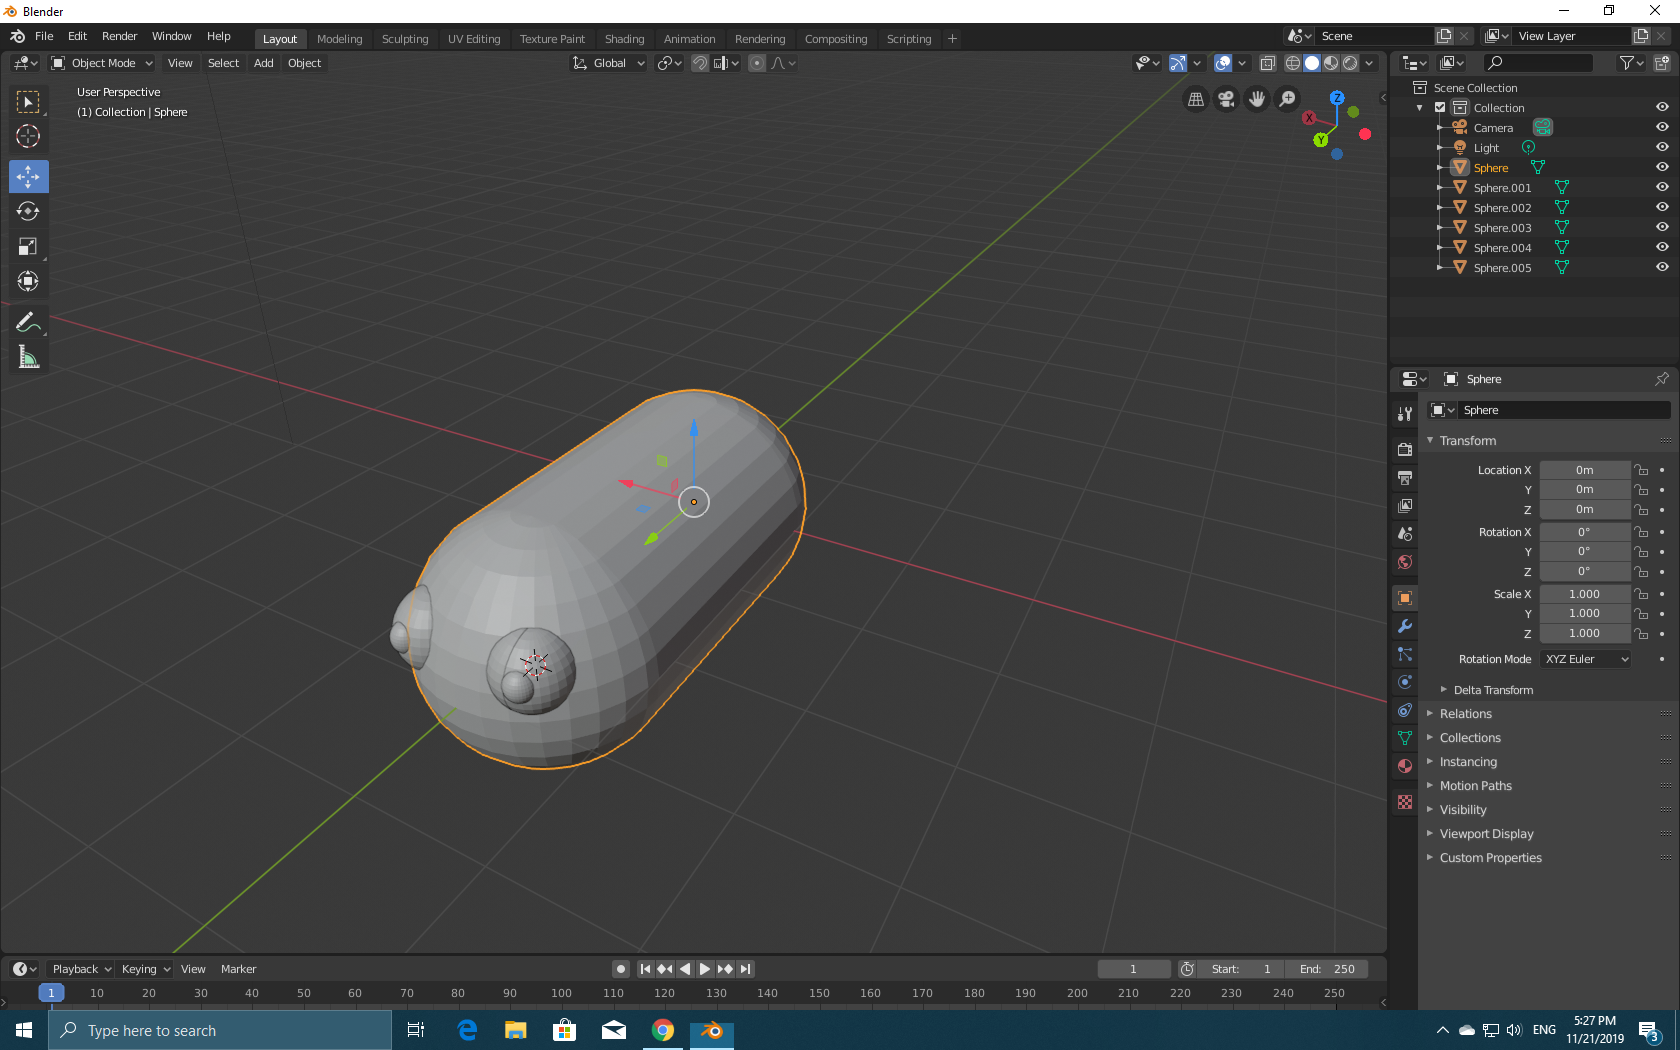 Blender
File Edit Render Window Help
Layout Modeling Sculpting UV Editing Texture Paint Shading Animation Rendering Compositing Scripting +
Scene
View Layer
Object Mode View Select Add Object
Global
User Perspective
(1) Collection | Sphere
Z
X
Y
Scene Collection
Collection
Camera
Light
Sphere
Sphere.001
Sphere.002
Sphere.003
Sphere.004
Sphere.005
Sphere
Sphere
Transform
Location X 0m
Y 0m
Z 0m
Rotation X 0°
Y 0°
Z 0°
Scale X 1.000
Y 1.000
Z 1.000
Rotation Mode XYZ Euler
Delta Transform
Relations
Collections
Instancing
Motion Paths
Visibility
Viewport Display
Custom Properties
Playback Keying View Marker
1 Start: 1 End: 250
1 10 20 30 40 50 60 70 80 90 100 110 120 130 140 150 160 170 180 190 200 210 220 230 240 250
Type here to search
ENG
5:27 PM
11/21/2019
3